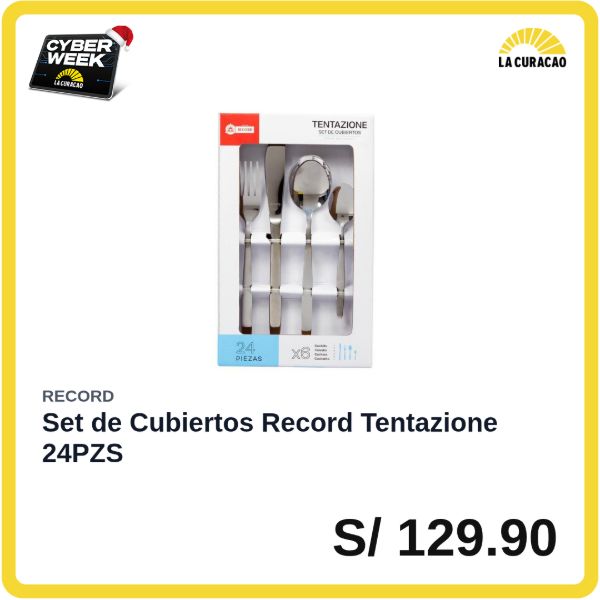 CYBER
WEEK
LA CURACAO
LA CURACAO
RECORD
TENTAZIONE
SET DE CUBIERTOS
24
PIEZAS
x6
RECORD
Set de Cubiertos Record Tentazione
24PZS
S/ 129.90